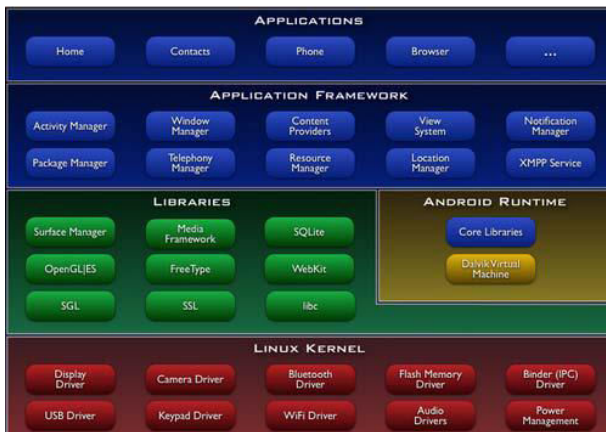 APPLICATIONS
Home
Contacts
Phone
Browser
...
APPLICATION FRAMEWORK
Activity Manager
Window
Manager
Content
Providers
View
System
Notification
Manager
Package Manager
Telephony
Manager
Resource
Manager
Location
Manager
XMPP Service
LIBRARIES
Surface Manager
Media
Framework
SQLite
OpenGL|ES
FreeType
WebKit
SGL
SSL
libc
ANDROID RUNTIME
Core Libraries
Dalvik Virtual
Machine
LINUX KERNEL
Display
Driver
Camera Driver
Bluetooth
Driver
Flash Memory
Driver
Binder (IPC)
Driver
USB Driver
Keypad Driver
WiFi Driver
Audio
Drivers
Power
Management